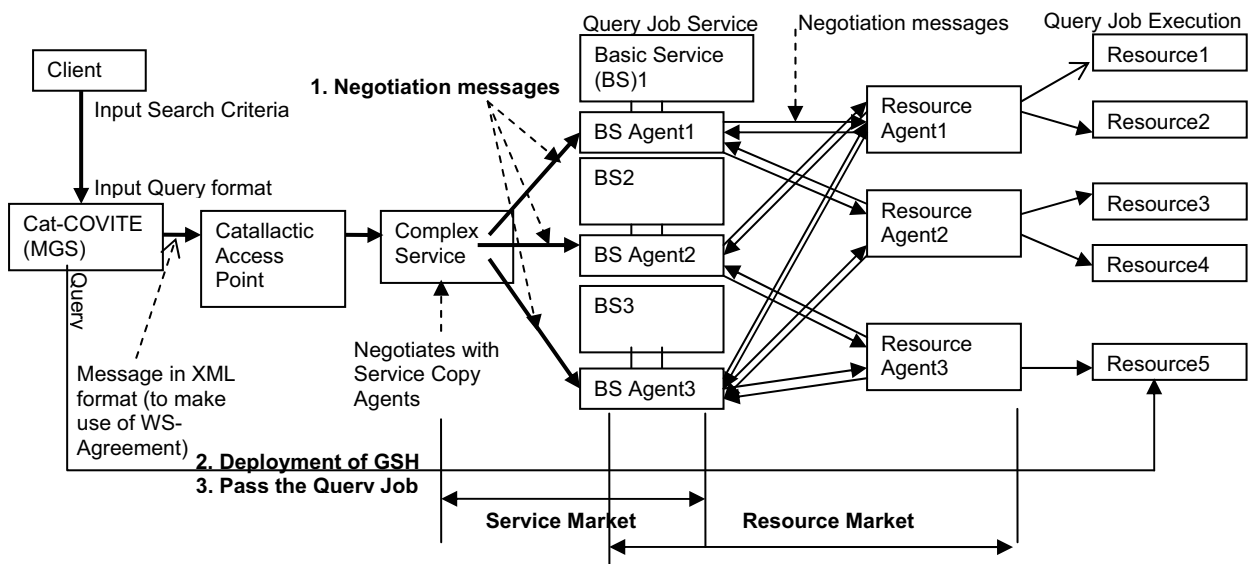 Query Job Service
Negotiation messages
Query Job Execution
Client
Input Search Criteria
1. Negotiation messages
Basic Service
(BS)1
BS Agent1
BS2
BS Agent2
BS3
BS Agent3
Resource
Agent1
Resource
Agent2
Resource
Agent3
Resource1
Resource2
Resource3
Resource4
Resource5
Input Query format
Cat-COVITE
(MGS)
Catallactic
Access
Point
Complex
Service
Query
Message in XML
format (to make
use of WS-
Agreement)
Negotiates with
Service Copy
Agents
2. Deployment of GSH
3. Pass the Query Job
Service Market
Resource Market